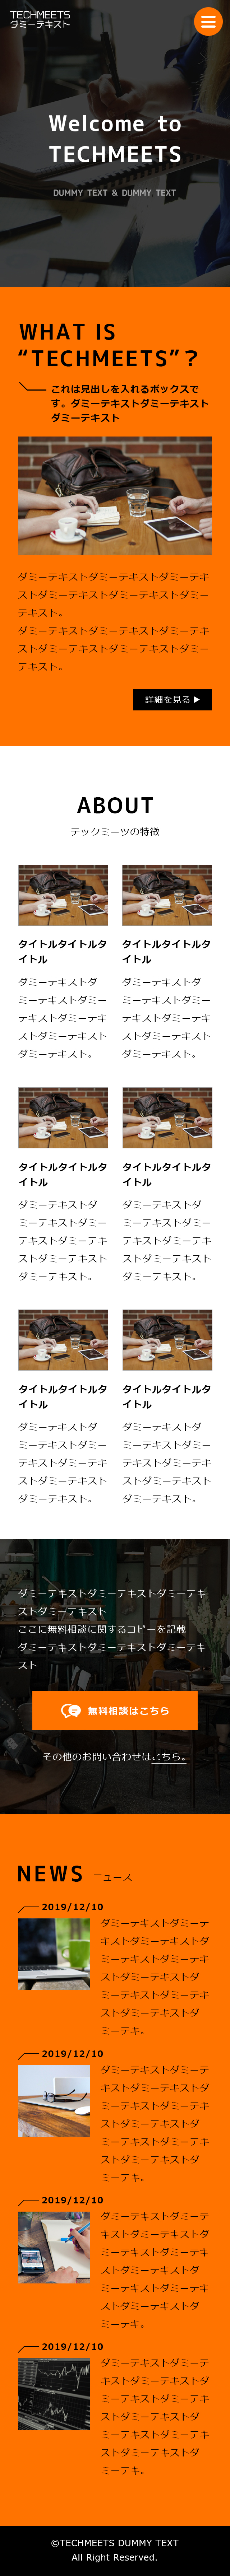 TECHMEETS
ダミーテキスト
Welcome to
TECHMEETS
DUMMY TEXT & DUMMY TEXT
WHAT IS
“TECHMEETS”？
これは見出しを入れるボックスで
す。ダミーテキストダミーテキスト
ダミーテキスト
ダミーテキストダミーテキストダミーテキ
ストダミーテキストダミーテキストダミー
テキスト。
ダミーテキストダミーテキストダミーテキ
ストダミーテキストダミーテキストダミー
テキスト。
詳細を見る ▶
ABOUT
テックミーツの特徴
タイトルタイトルタ
イトル
ダミーテキストダ
ミーテキストダミー
テキストダミーテキ
ストダミーテキスト
ダミーテキスト。
タイトルタイトルタ
イトル
ダミーテキストダ
ミーテキストダミー
テキストダミーテキ
ストダミーテキスト
ダミーテキスト。
タイトルタイトルタ
イトル
ダミーテキストダ
ミーテキストダミー
テキストダミーテキ
ストダミーテキスト
ダミーテキスト。
タイトルタイトルタ
イトル
ダミーテキストダ
ミーテキストダミー
テキストダミーテキ
ストダミーテキスト
ダミーテキスト。
タイトルタイトルタ
イトル
ダミーテキストダ
ミーテキストダミー
テキストダミーテキ
ストダミーテキスト
ダミーテキスト。
タイトルタイトルタ
イトル
ダミーテキストダ
ミーテキストダミー
テキストダミーテキ
ストダミーテキスト
ダミーテキスト。
ダミーテキストダミーテキストダミーテキ
ストダミーテキスト
ここに無料相談に関するコピーを記載
ダミーテキストダミーテキストダミーテキ
スト
無料相談はこちら
その他のお問い合わせはこちら。
NEWS ニュース
2019/12/10
ダミーテキストダミーテ
キストダミーテキストダ
ミーテキストダミーテキ
ストダミーテキストダ
ミーテキストダミーテキ
ストダミーテキストダ
ミーテキ。
2019/12/10
ダミーテキストダミーテ
キストダミーテキストダ
ミーテキストダミーテキ
ストダミーテキストダ
ミーテキストダミーテキ
ストダミーテキストダ
ミーテキ。
2019/12/10
ダミーテキストダミーテ
キストダミーテキストダ
ミーテキストダミーテキ
ストダミーテキストダ
ミーテキストダミーテキ
ストダミーテキストダ
ミーテキ。
2019/12/10
ダミーテキストダミーテ
キストダミーテキストダ
ミーテキストダミーテキ
ストダミーテキストダ
ミーテキストダミーテキ
ストダミーテキストダ
ミーテキ。
©TECHMEETS DUMMY TEXT
All Right Reserved.